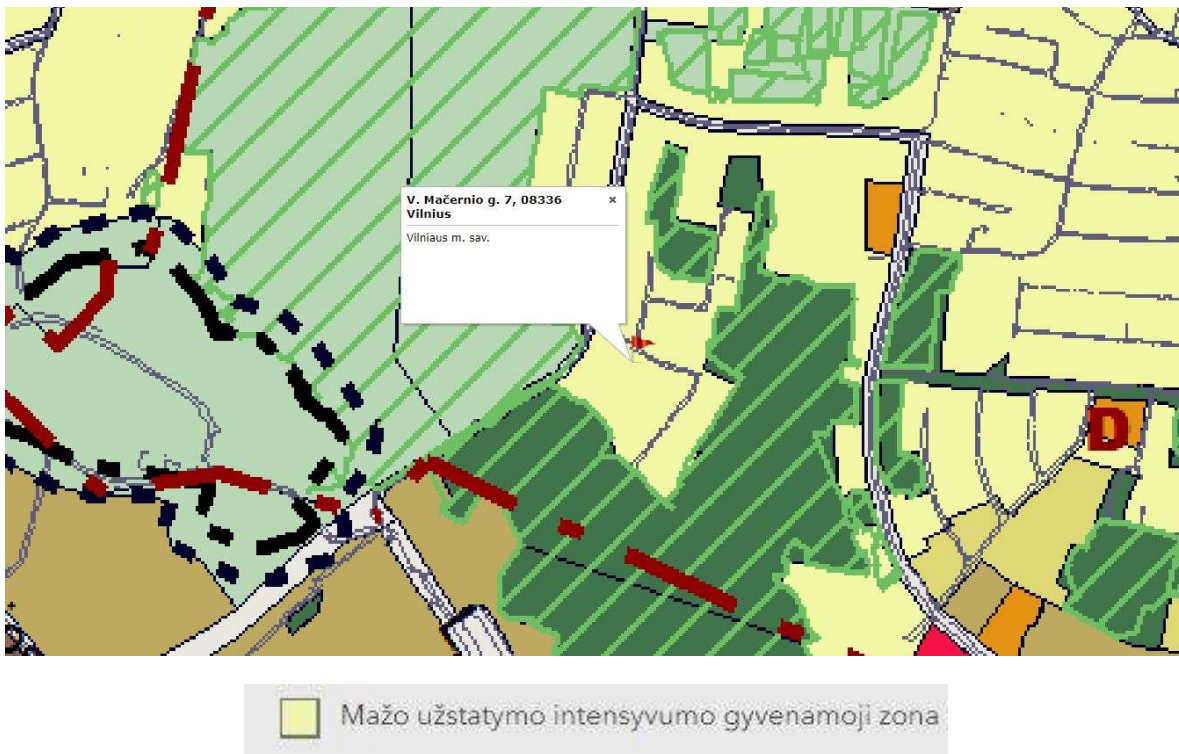 V. Mačernio g. 7, 08336
Vilnius
×
Vilniaus m. sav.
D
Mažo užstatymo intensyvumo gyvenamoji zona